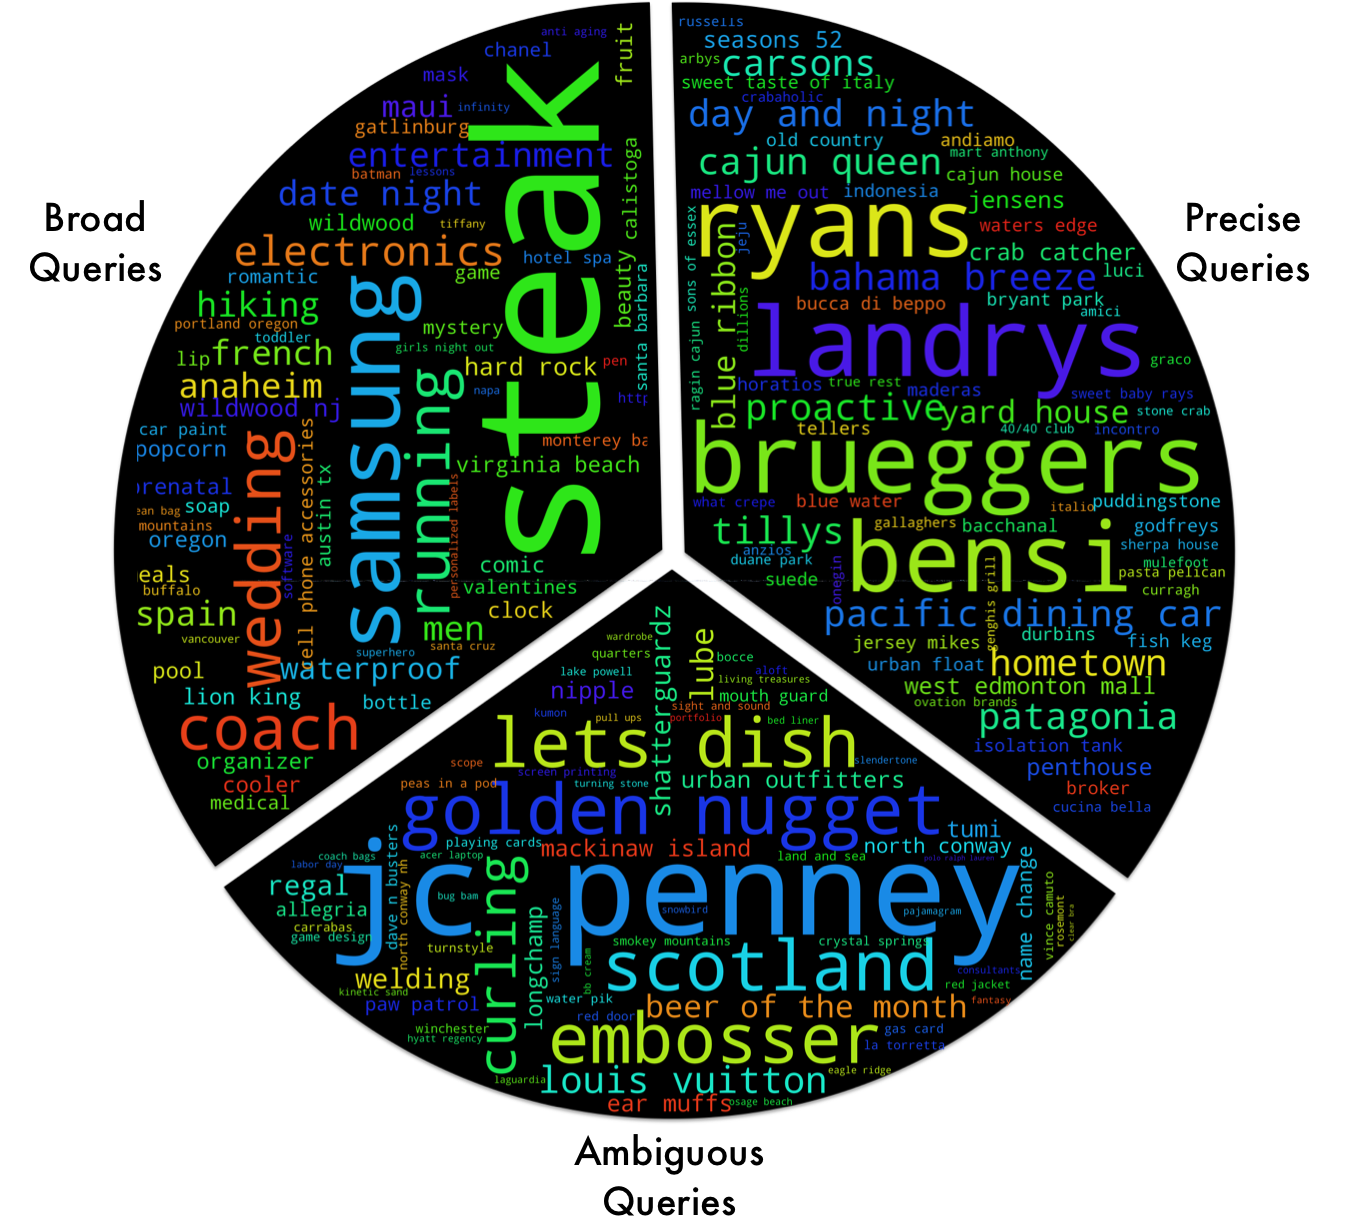 Broad
Queries
anti aging
chanel
fruit
mask
maui
infinity
gatlinburg
steak
entertainment
batman
lessons
date night
wildwood
tiffany
beauty
calistoga
electronics
hotel spa
romantic
game
santa barbara
hiking
samsung
portland oregon
toddler
mystery
lip
french
girls night out
hard rock
pen
anaheim
running
napa
wildwood nj
car paint
popcorn
wedding
cell phone accessories
monterey ba
virginia beach
austin tx
personalized labels
prenatal
soap
ean bag
mountains
oregon
software
comic
eals
valentines
buffalo
clock
spain
men
vancouver
santa cruz
superhero
pool
waterproof
lion king
bottle
coach
organizer
cooler
medical
Precise
Queries
russells
seasons 52
arbys
carsons
sweet taste of italy
crabaholic
day and night
old country
andiamo
cajun queen
mart anthony
cajun house
mellow me out
indonesia
jensens
ryans
waters edge
ragin cajun sons of essex
blue ribbon
jeju
crab catcher
bahama breeze
luci
dillions
bucca di beppo
bryant park
amici
landrys
graco
horatios
true rest
maderas
sweet baby rays
proactive
yard house
stone crab
tellers
40/40 club
incontro
brueggers
what crepe
blue water
italio
puddingstone
tillys
gallaghers
bacchanal
godfreys
anzios
bensi
sherpa house
duane park
mulefoot
suede
onegin
genghis grill
pasta pelican
curragh
pacific dining car
jersey mikes
durbins
fish keg
urban float
hometown
west edmonton mall
ovation brands
patagonia
isolation tank
penthouse
broker
cucina bella
shatterguardz
wardrobe
lube
quarters
bocce
lake powell
aloft
living treasures
nipple
mouth guard
sight and sound
kumon
pull ups
portfolio
bed liner
lets dish
scope
screen printing
slendertone
peas in a pod
turning stone
urban outfitters
golden nugget
tumi
playing cards
mackinaw island
north conway
coach bags
acer laptop
land and sea
polo ralph lauren
labor day
dave n busters
north conway nh
jc penney
curling
name change
regal
bug bam
vince camuto
rosemont
clear bra
allegria
longchamp
sign language
snowbird
pajamagram
carrabas
game design
turnstyle
smokey mountains
crystal springs
scotland
welding
bb cream
consultants
kinetic sand
red jacket
paw patrol
water pik
beer of the month
fantasy
red door
winchester
embosser
gas card
hyatt regency
la torretta
laguardia
louis vuitton
eagle ridge
ear muffs
osage beach
Ambiguous
Queries